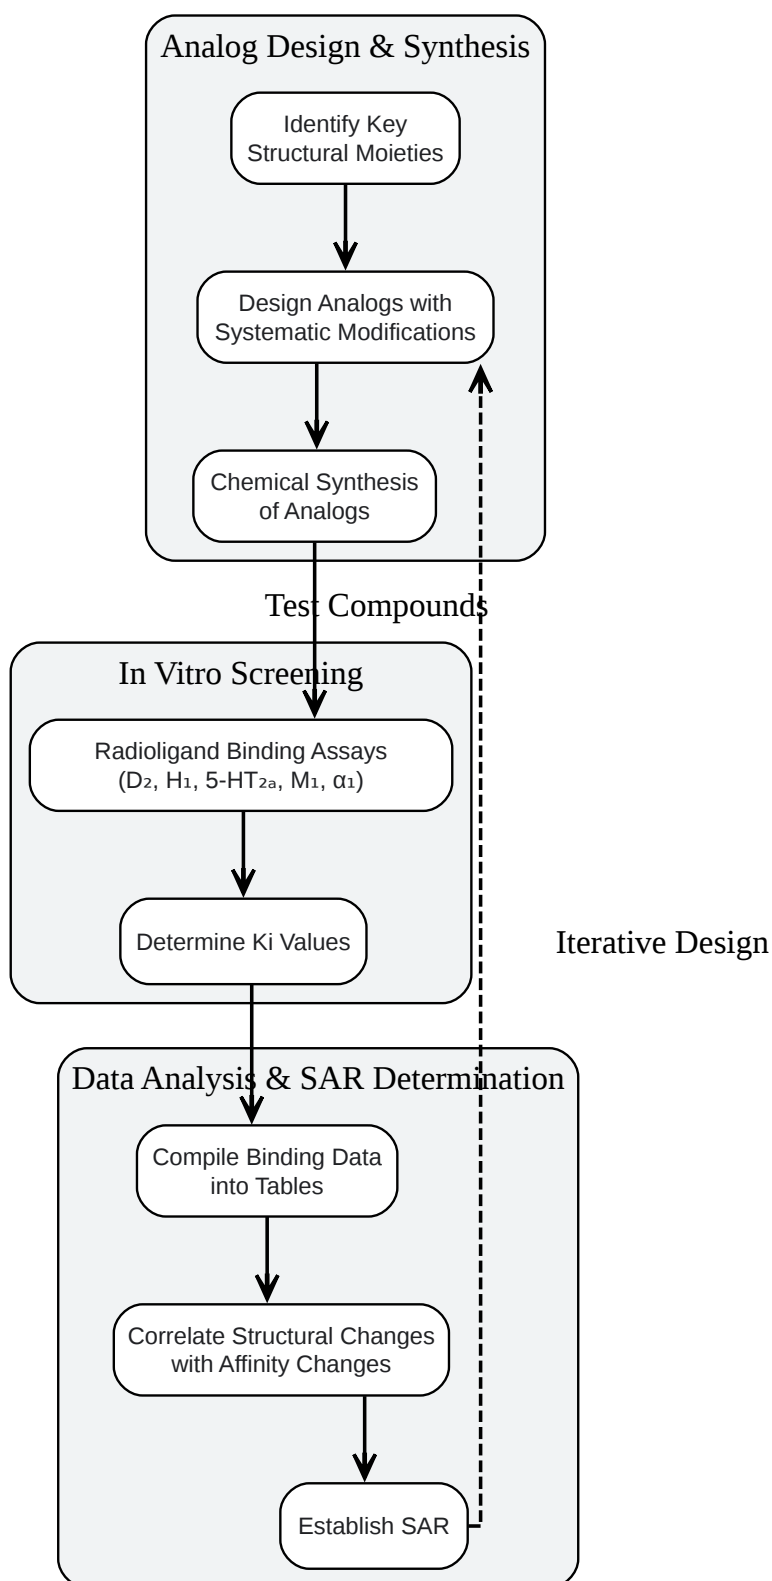 Analog Design & Synthesis
Identify Key
Structural Moieties
Design Analogs with
Systematic Modifications
Chemical Synthesis
of Analogs
Test Compounds
In Vitro Screening
Radioligand Binding Assays
(D₂, H₁, 5-HT₂ₐ, M₁, α₁)
Determine Ki Values
Iterative Design
Data Analysis & SAR Determination
Compile Binding Data
into Tables
Correlate Structural Changes
with Affinity Changes
Establish SAR